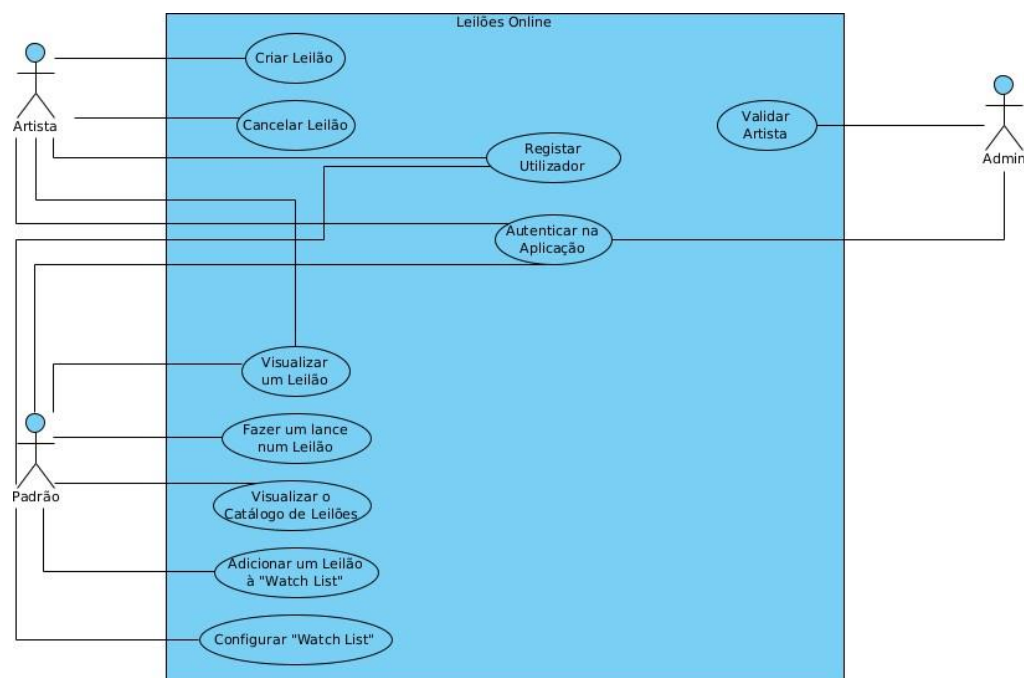 Leilões Online
Criar Leilão
Artista
Cancelar Leilão
Validar
Artista
Admin
Registar
Utilizador
Autenticar na
Aplicação
Visualizar
um Leilão
Fazer um lance
num Leilão
Padrão
Visualizar o
Catálogo de Leilões
Adicionar um Leilão
à "Watch List"
Configurar "Watch List"